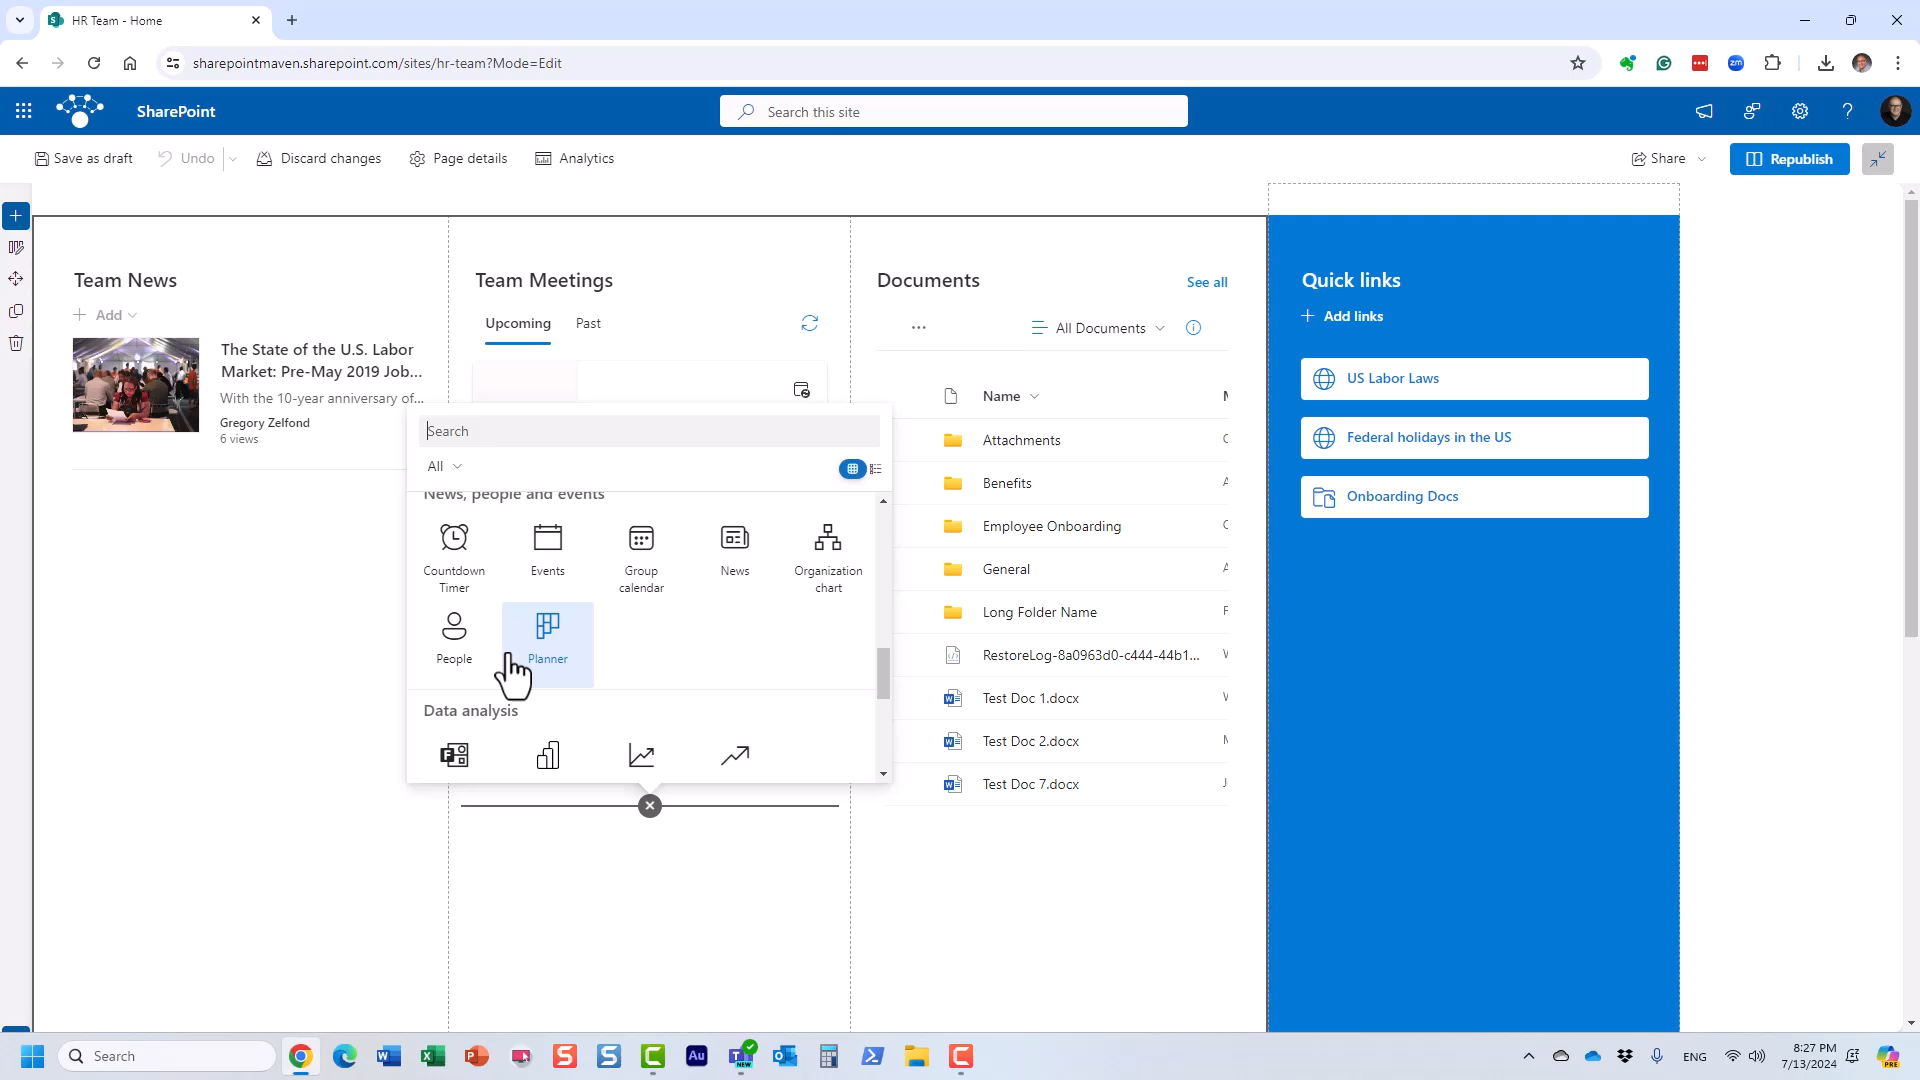 HR Team - Home
sharepointmaven.sharepoint.com/sites/hr-team?Mode=Edit
SharePoint
Search this site
Save as draft
Undo
Discard changes
Page details
Analytics
Share
Republish
Team News
Add
The State of the U.S. Labor
Market: Pre-May 2019 Job...
With the 10-year anniversary of...
Gregory Zelfond
6 views
Team Meetings
Upcoming
Past
Search
All
News, people and events
Countdown
Timer
Events
Group
calendar
News
Organization
chart
People
Planner
Data analysis
Documents
See all
All Documents
Name
Attachments
Benefits
Employee Onboarding
General
Long Folder Name
RestoreLog-8a0963d0-c444-44b1...
Test Doc 1.docx
Test Doc 2.docx
Test Doc 7.docx
Quick links
Add links
US Labor Laws
Federal holidays in the US
Onboarding Docs
Search
ENG
8:27 PM
7/13/2024